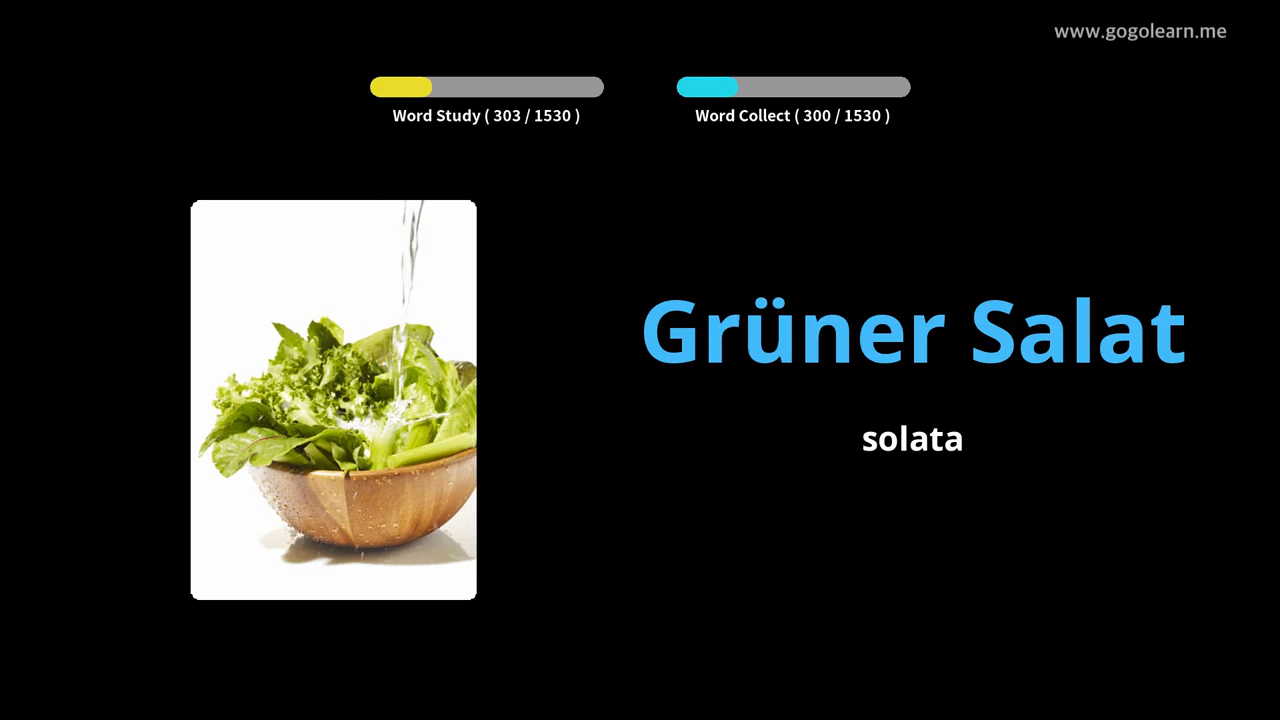 www.gogolearn.me
Word Study ( 303 / 1530 )
Word Collect ( 300 / 1530 )
Grüner Salat
solata